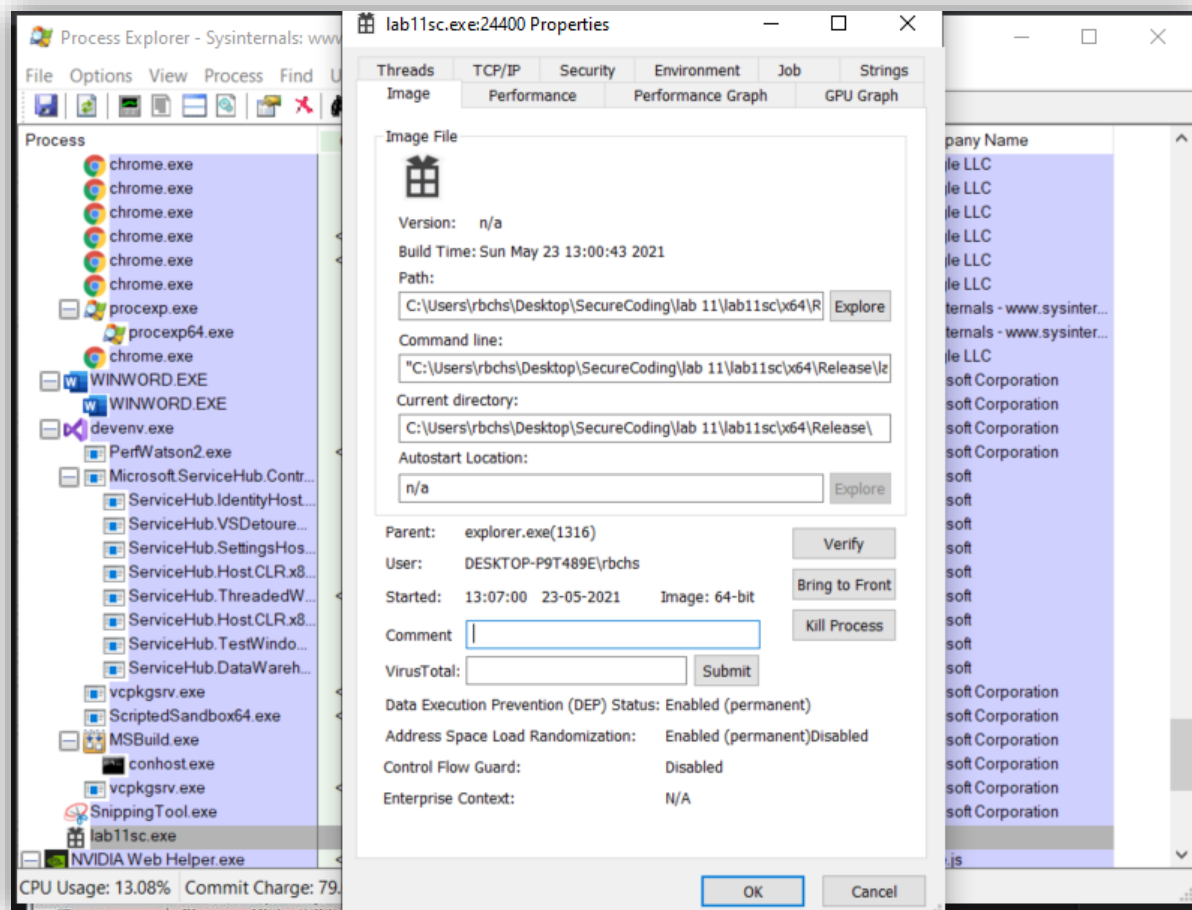 Process Explorer - Sysinternals: www
File Options View Process Find U
Process
chrome.exe
chrome.exe
chrome.exe
chrome.exe
chrome.exe
chrome.exe
procexp.exe
procexp64.exe
chrome.exe
WINWORD.EXE
WINWORD.EXE
devenv.exe
PerfWatson2.exe
Microsoft.ServiceHub.Contr...
ServiceHub.IdentityHost....
ServiceHub.VSDetoure...
ServiceHub.SettingsHos...
ServiceHub.Host.CLR.x8...
ServiceHub.ThreadedW...
ServiceHub.Host.CLR.x8...
ServiceHub.TestWindo...
ServiceHub.DataWareh...
vcpkgsrv.exe
ScriptedSandbox64.exe
MSBuild.exe
conhost.exe
vcpkgsrv.exe
SnippingTool.exe
lab11sc.exe
NVIDIA Web Helper.exe
CPU Usage: 13.08% Commit Charge: 79.
lab11sc.exe:24400 Properties
Threads TCP/IP Security Environment Job Strings
Image Performance Performance Graph GPU Graph
Image File
Version: n/a
Build Time: Sun May 23 13:00:43 2021
Path:
C:\Users\rbchs\Desktop\SecureCoding\lab 11\lab11sc\x64\R Explore
Command line:
"C:\Users\rbchs\Desktop\SecureCoding\lab 11\lab11sc\x64\Release\la
Current directory:
C:\Users\rbchs\Desktop\SecureCoding\lab 11\lab11sc\x64\Release\
Autostart Location:
n/a Explore
Parent: explorer.exe(1316)
Verify
User: DESKTOP-P9T489E\rbchs
Bring to Front
Started: 13:07:00 23-05-2021 Image: 64-bit
Kill Process
Comment
VirusTotal: Submit
Data Execution Prevention (DEP) Status: Enabled (permanent)
Address Space Load Randomization: Enabled (permanent)Disabled
Control Flow Guard: Disabled
Enterprise Context: N/A
OK Cancel
pany Name
le LLC
le LLC
le LLC
le LLC
le LLC
le LLC
ternals - www.sysinter...
ternals - www.sysinter...
le LLC
soft Corporation
soft Corporation
soft Corporation
soft Corporation
soft
soft
soft
soft
soft
soft
soft
soft
soft
soft Corporation
soft Corporation
soft Corporation
soft Corporation
soft Corporation
soft Corporation
.js